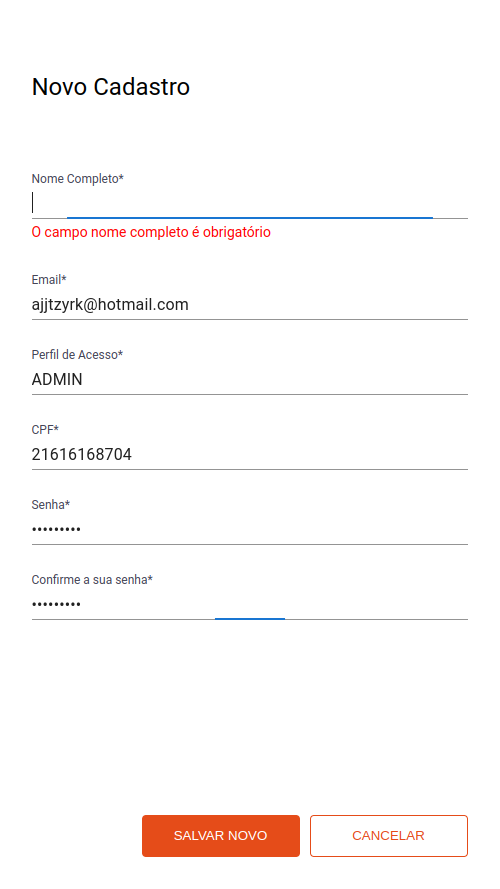 Novo Cadastro
Nome Completo*
O campo nome completo é obrigatório
Email*
ajjtzyrk@hotmail.com
Perfil de Acesso*
ADMIN
CPF*
21616168704
Senha*
•••••••••
Confirme a sua senha*
•••••••••
SALVAR NOVO
CANCELAR